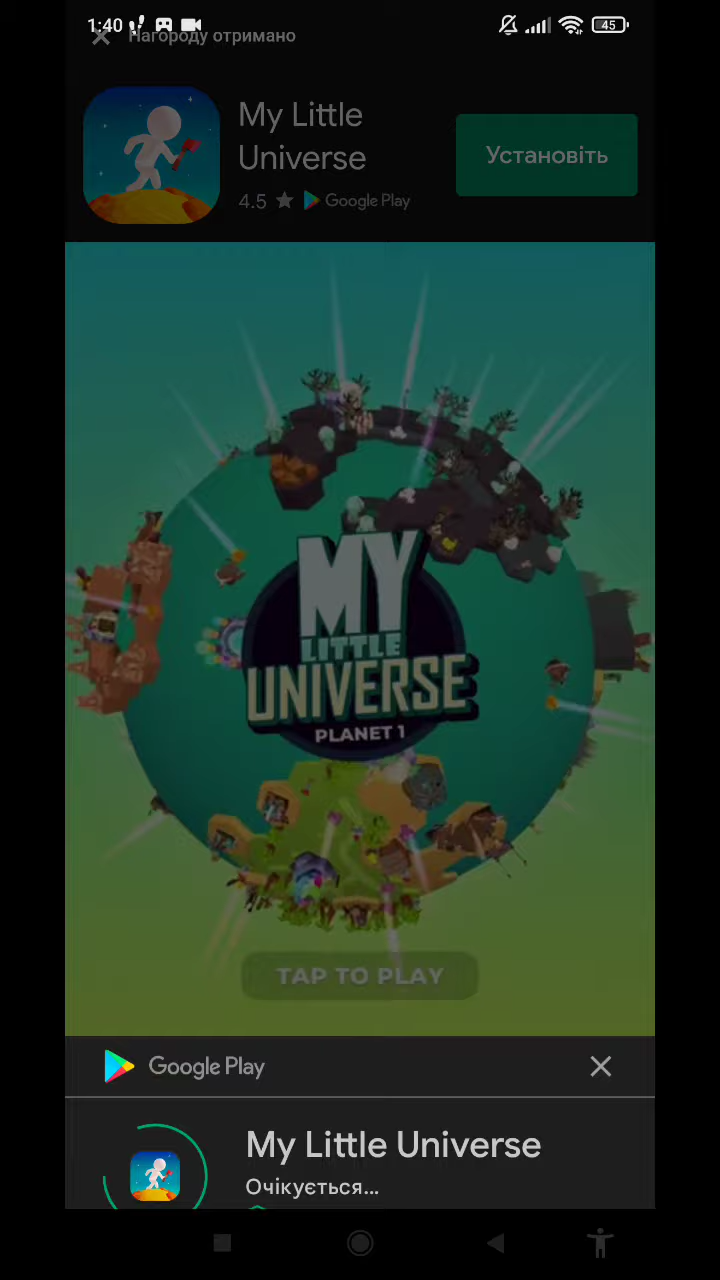 1:40
45
Нагороду отримано
My Little
Universe
4.5 Google Play
Установіть
MY
LITTLE
UNIVERSE
PLANET 1
TAP TO PLAY
Google Play
My Little Universe
Очікується...